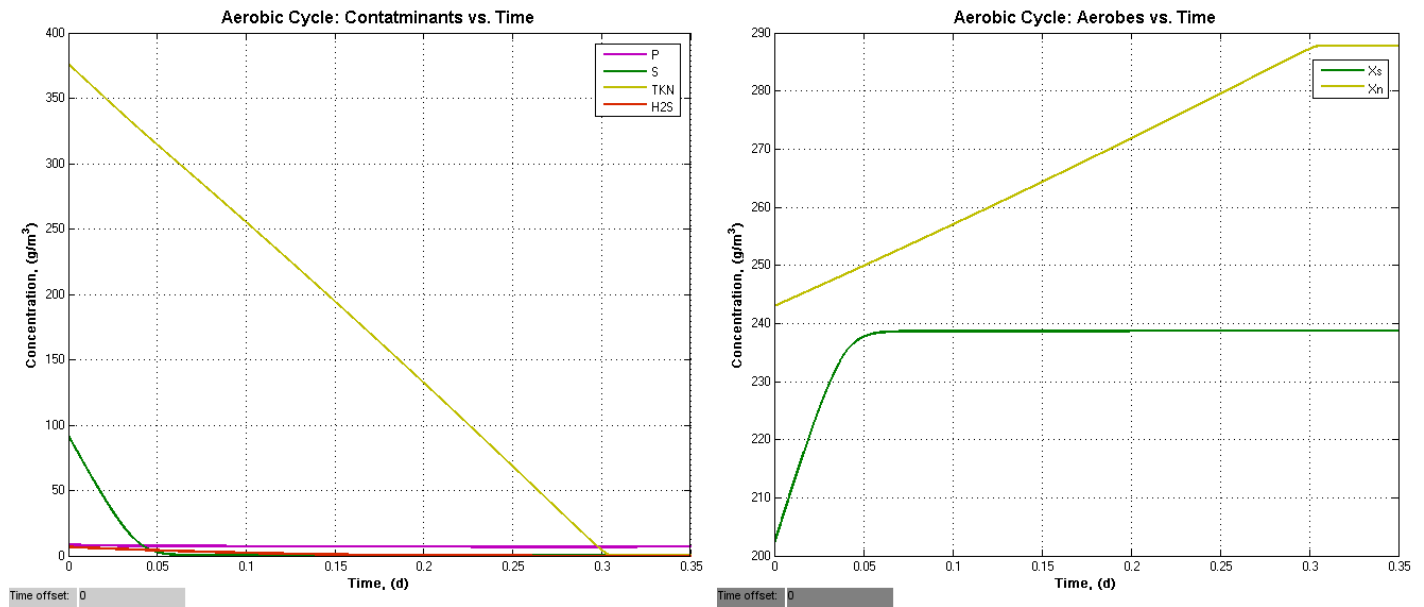 Aerobic Cycle: Contatminants vs. Time
400
350
300
250
200
150
100
50
0
Concentration, (g/m³)
P
S
TKN
H2S
0
0.05
0.1
0.15
0.2
0.25
0.3
0.35
Time, (d)
Time offset: 0
Aerobic Cycle: Aerobes vs. Time
290
280
270
260
250
240
230
220
210
200
Concentration, (g/m³)
Xs
Xn
0
0.05
0.1
0.15
0.2
0.25
0.3
0.35
Time, (d)
Time offset: 0